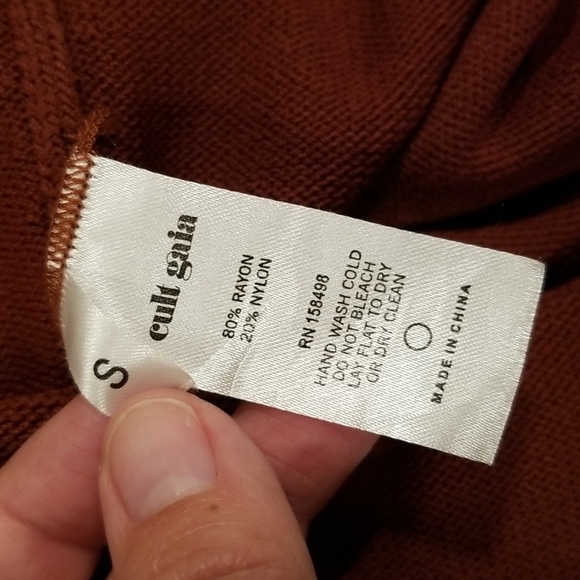 S
cult gaia
80% RAYON
20% NYLON
RN 158498
HAND WASH COLD
DO NOT BLEACH
LAY FLAT TO DRY
OR DRY CLEAN
MADE IN CHINA